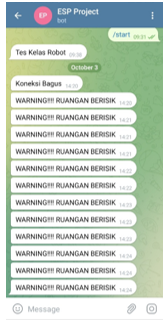 EP
ESP Project
bot
/start 09:31
Tes Kelas Robot 09:38
October 3
Koneksi Bagus 14:20
WARNING!!!! RUANGAN BERISIK 14:20
WARNING!!!! RUANGAN BERISIK 14:21
WARNING!!!! RUANGAN BERISIK 14:21
WARNING!!!! RUANGAN BERISIK 14:21
WARNING!!!! RUANGAN BERISIK 14:22
WARNING!!!! RUANGAN BERISIK 14:22
WARNING!!!! RUANGAN BERISIK 14:23
WARNING!!!! RUANGAN BERISIK 14:23
WARNING!!!! RUANGAN BERISIK 14:23
WARNING!!!! RUANGAN BERISIK 14:24
WARNING!!!! RUANGAN BERISIK 14:24
WARNING!!!! RUANGAN BERISIK 14:24
Message